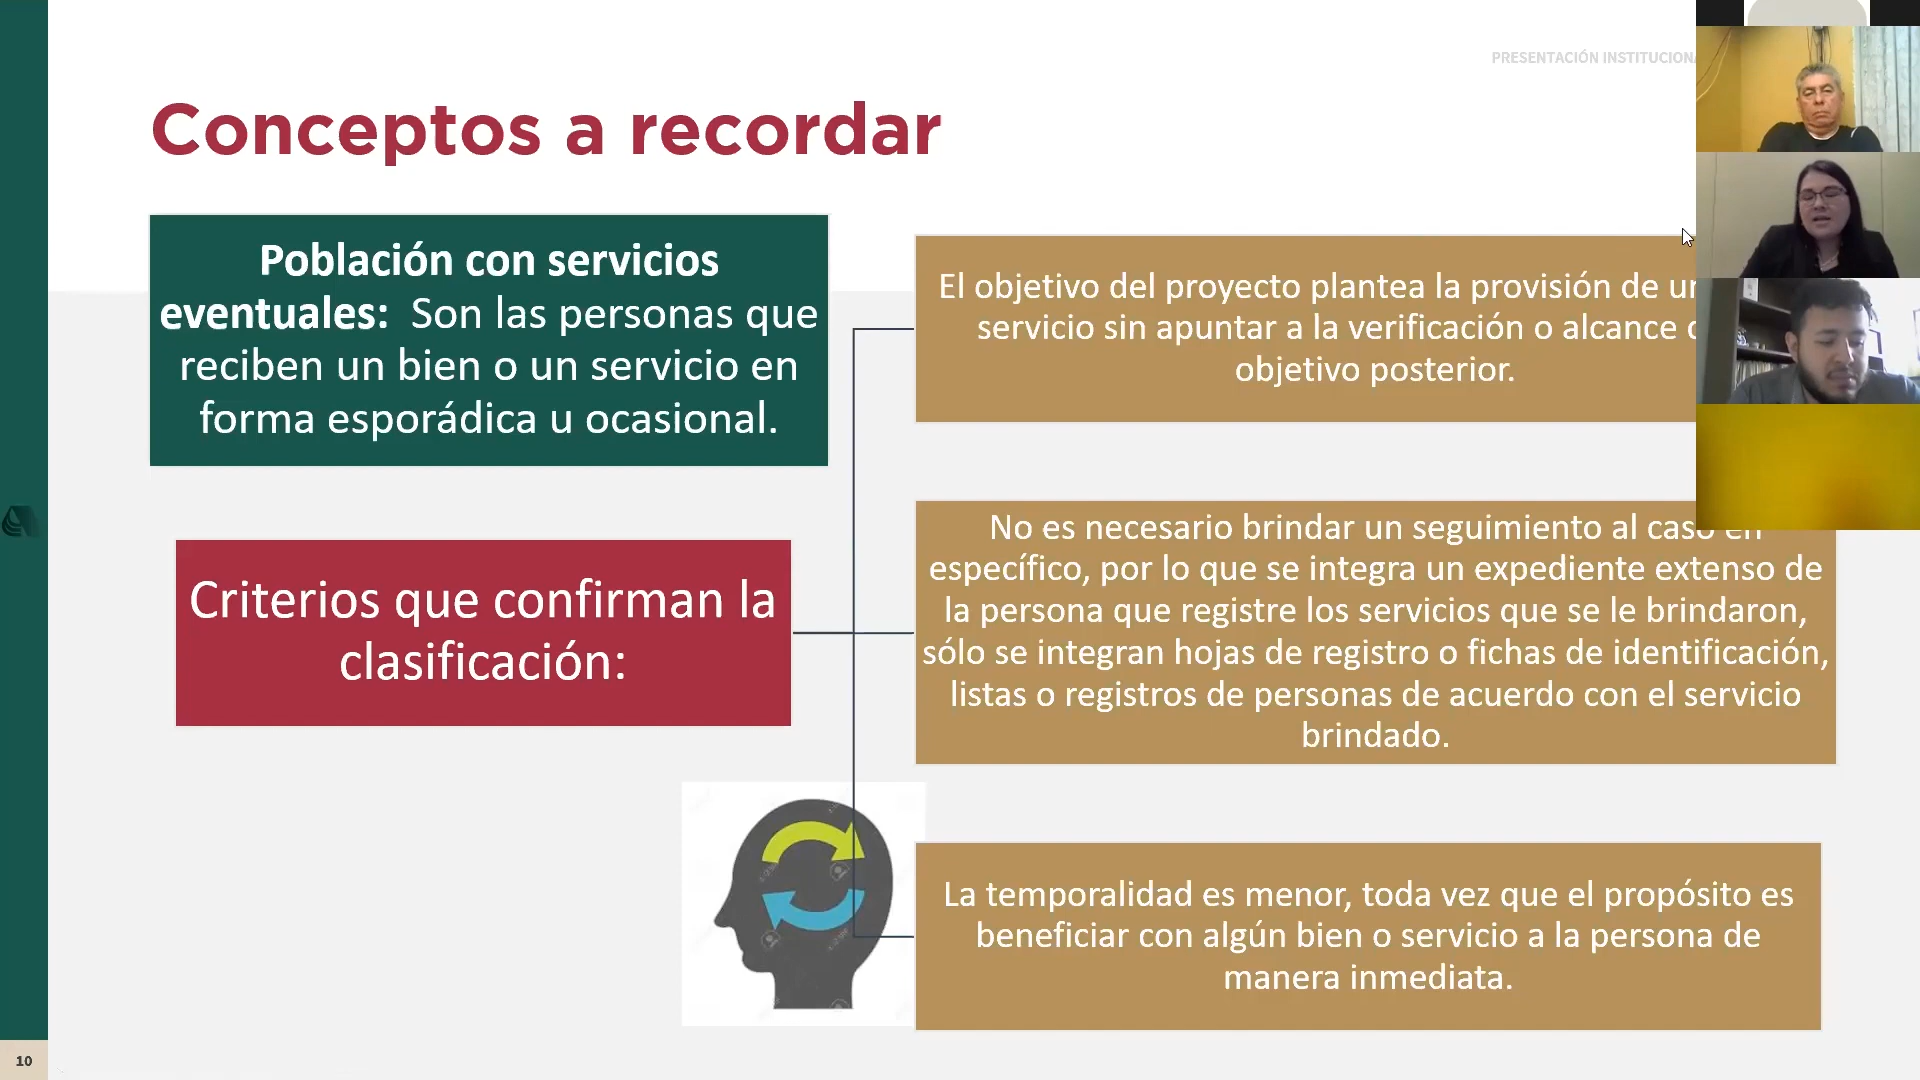 PRESENTACIÓN
Conceptos a recordar
Población con servicios
eventuales: Son las personas que
reciben un bien o un servicio en
forma esporádica u ocasional.
Criterios que confirman la
clasificación:
El objetivo del proyecto plantea la provisión de
servicio sin apuntar a la verificación o alcance
objetivo posterior.
No es necesario brindar un seguimiento al caso en
específico, por lo que se integra un expediente extenso de
la persona que registre los servicios que se le brindaron,
sólo se integran hojas de registro o fichas de identificación,
listas o registros de personas de acuerdo con el servicio
brindado.
La temporalidad es menor, toda vez que el propósito es
beneficiar con algún bien o servicio a la persona de
manera inmediata.
10